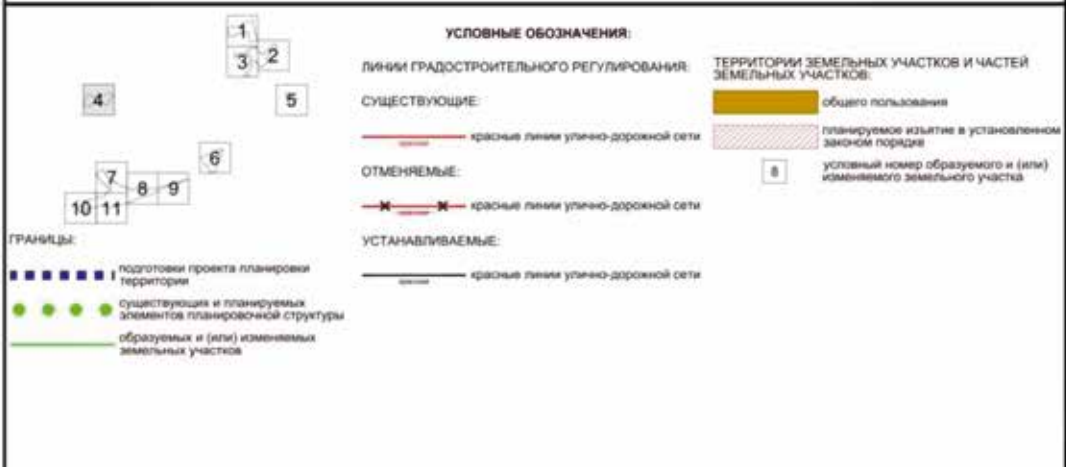 УСЛОВНЫЕ ОБОЗНАЧЕНИЯ:
1
2
3
4
5
6
7
8
9
10
11
ГРАНИЦЫ:
подготовки проекта планировки
территории
существующих и планируемых
элементов планировочной структуры
образуемых и (или) изменяемых
земельных участков
ЛИНИИ ГРАДОСТРОИТЕЛЬНОГО РЕГУЛИРОВАНИЯ:
СУЩЕСТВУЮЩИЕ:
красные линии улично-дорожной сети
ОТМЕНЯЕМЫЕ:
красные линии улично-дорожной сети
УСТАНАВЛИВАЕМЫЕ:
красные линии улично-дорожной сети
ТЕРРИТОРИИ ЗЕМЕЛЬНЫХ УЧАСТКОВ И ЧАСТЕЙ
ЗЕМЕЛЬНЫХ УЧАСТКОВ:
общего пользования
планируемое изъятие в установленном
законом порядке
8
условный номер образуемого и (или)
изменяемого земельного участка